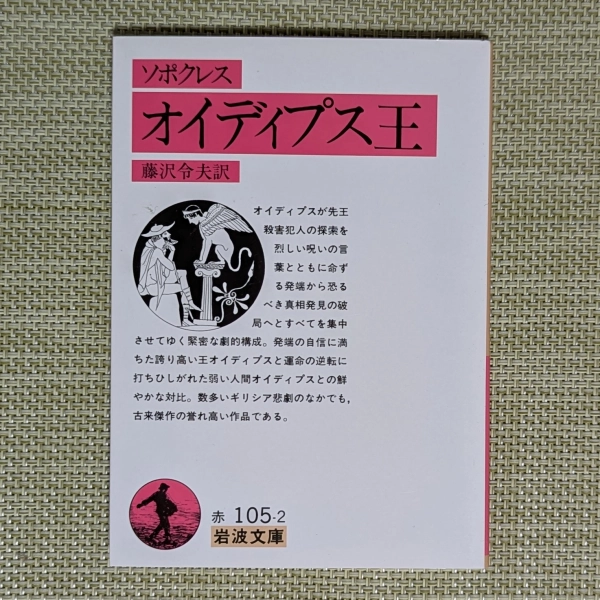 ソポクレス
オイディプス王
藤沢令夫訳
オイディプスが先王
殺害犯人の探索を
烈しい呪いの言
葉とともに命ず
る発端から恐る
べき真相発見の破
局へとすべてを集中
させてゆく緊密な劇的構成。発端の自信に満
ちた誇り高い王オイディプスと運命の逆転に
打ちひしがれた弱い人間オイディプスとの鮮
やかな対比。数多いギリシア悲劇のなかでも,
古来傑作の誉れ高い作品である。
赤 105-2
岩波文庫